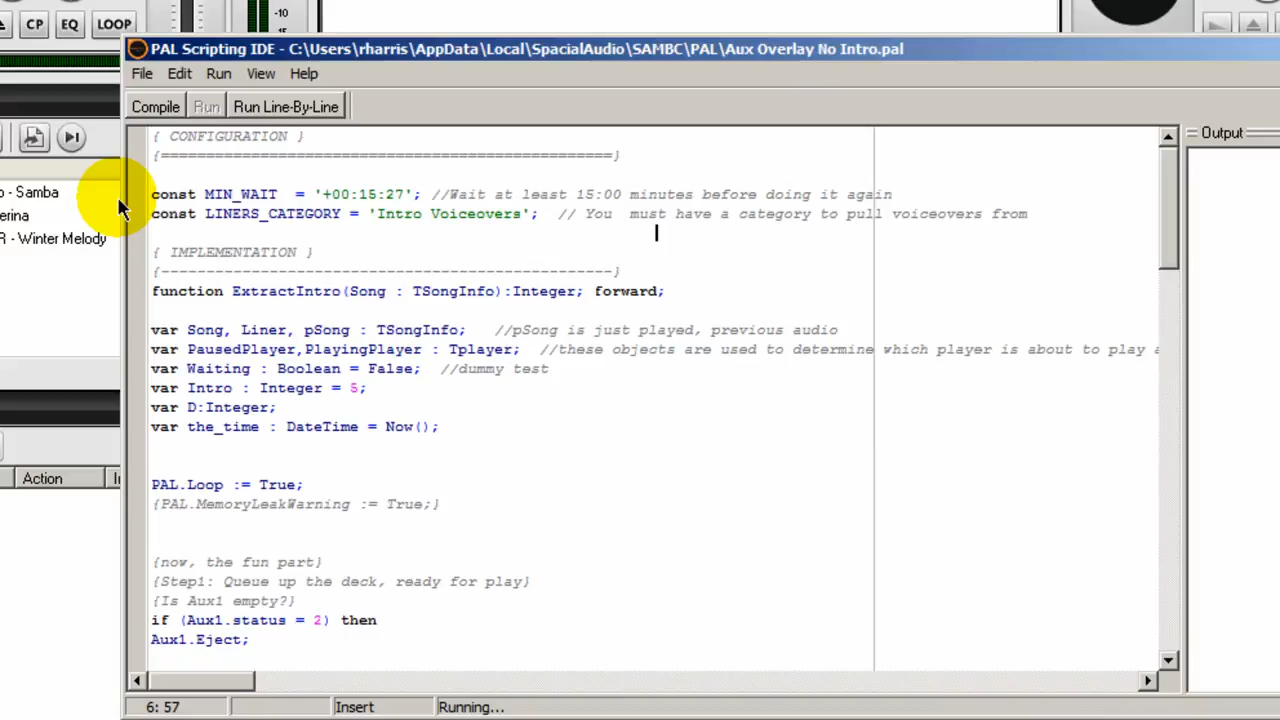 CP EQ LOOP
-10
PAL Scripting IDE - C:\Users\rharris\AppData\Local\SpacialAudio\SAMBC\PAL\Aux Overlay No Intro.pal
File Edit Run View Help
Compile Run Run Line-By-Line
Output
{ CONFIGURATION }
{==================================================}
const MIN_WAIT  = '+00:15:27'; //Wait at least 15:00 minutes before doing it again
const LINERS_CATEGORY = 'Intro Voiceovers';  // You  must have a category to pull voiceovers from
{ IMPLEMENTATION }
{--------------------------------------------------}
function ExtractIntro(Song : TSongInfo):Integer; forward;
var Song, Liner, pSong : TSongInfo;   //pSong is just played, previous audio
var PausedPlayer,PlayingPlayer : Tplayer;  //these objects are used to determine which player is about to play
var Waiting : Boolean = False;  //dummy test
var Intro : Integer = 5;
var D:Integer;
var the_time : DateTime = Now();
PAL.Loop := True;
{PAL.MemoryLeakWarning := True;}
{now, the fun part}
{Step1: Queue up the deck, ready for play}
{Is Aux1 empty?}
if (Aux1.status = 2) then
Aux1.Eject;
- Samba
erina
R - Winter Melody
Action
6: 57 Insert Running...